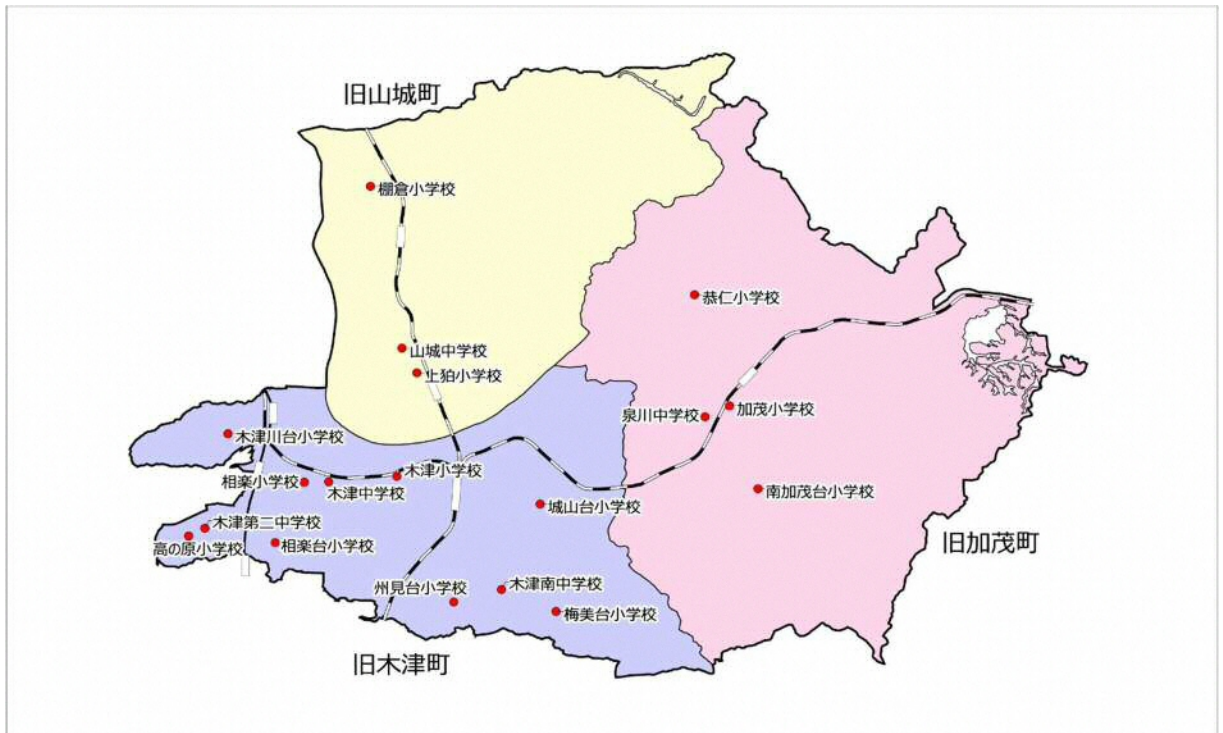 旧山城町
棚倉小学校
恭仁小学校
山城中学校
上狛小学校
加茂小学校
泉川中学校
木津川台小学校
木津小学校
相楽小学校
木津中学校
南加茂台小学校
城山台小学校
木津第二中学校
高の原小学校
相楽台小学校
旧加茂町
州見台小学校
木津南中学校
梅美台小学校
旧木津町